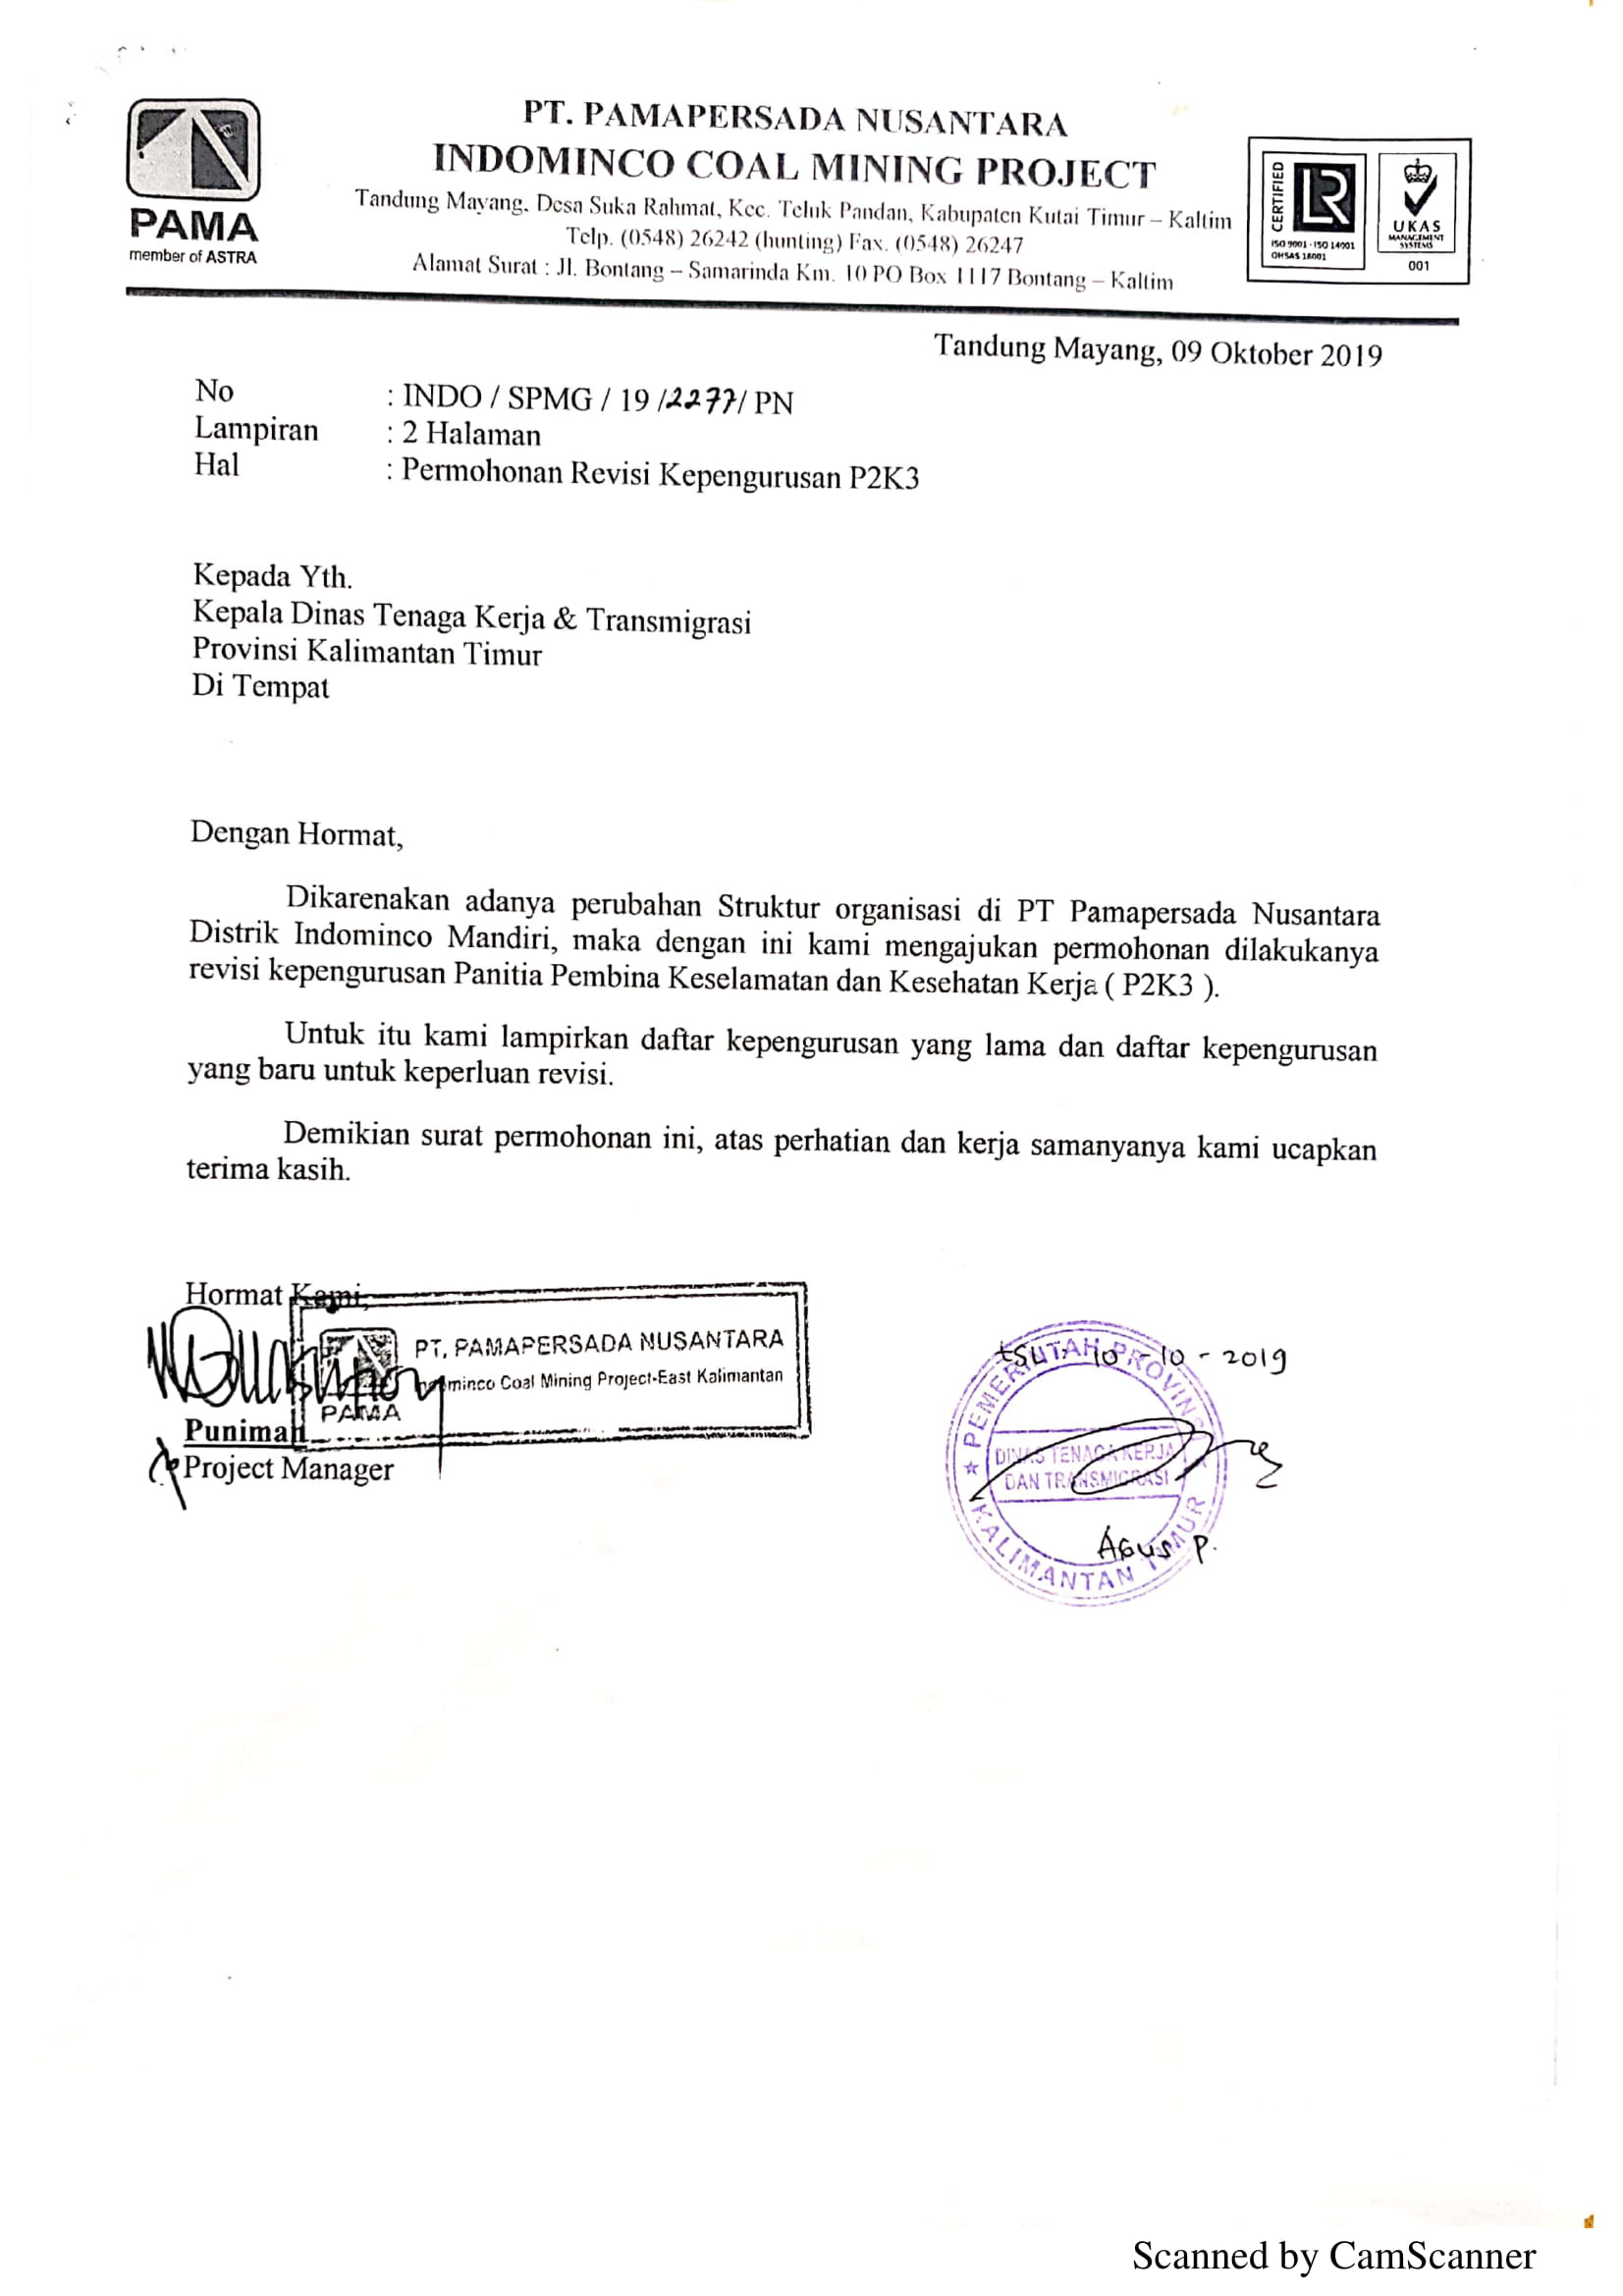 PAMA
member of ASTRA
PT. PAMAPERSADA NUSANTARA
INDOMINCO COAL MINING PROJECT
Tandung Mayang. Desa Suka Rahmat, Kec. Teluk Pandan, Kabupaten Kutai Timur – Kaltim
Telp. (0548) 26242 (hunting) Fax. (0548) 26247
Alamat Surat : Jl. Bontang – Samarinda Km. 10 PO Box 1117 Bontang – Kaltim
CERTIFIED
LR
ISO 9001 - ISO 14001
OHSAS 18001
UKAS
MANAGEMENT
SYSTEMS
001
Tandung Mayang, 09 Oktober 2019
No : INDO / SPMG / 19 /2277/ PN
Lampiran : 2 Halaman
Hal : Permohonan Revisi Kepengurusan P2K3
Kepada Yth.
Kepala Dinas Tenaga Kerja & Transmigrasi
Provinsi Kalimantan Timur
Di Tempat
Dengan Hormat,
Dikarenakan adanya perubahan Struktur organisasi di PT Pamapersada Nusantara
Distrik Indominco Mandiri, maka dengan ini kami mengajukan permohonan dilakukanya
revisi kepengurusan Panitia Pembina Keselamatan dan Kesehatan Kerja ( P2K3 ).
Untuk itu kami lampirkan daftar kepengurusan yang lama dan daftar kepengurusan
yang baru untuk keperluan revisi.
Demikian surat permohonan ini, atas perhatian dan kerja samanyanya kami ucapkan
terima kasih.
Hormat Kami,
PT. PAMAPERSADA NUSANTARA
Indominco Coal Mining Project-East Kalimantan
PAMA
Puniman
Project Manager
10 - 10 - 2019
PEMERINTAH PROVINSI
DINAS TENAGA KERJA
DAN TRANSMIGRASI
KALIMANTAN TIMUR
Agus P.
Scanned by CamScanner